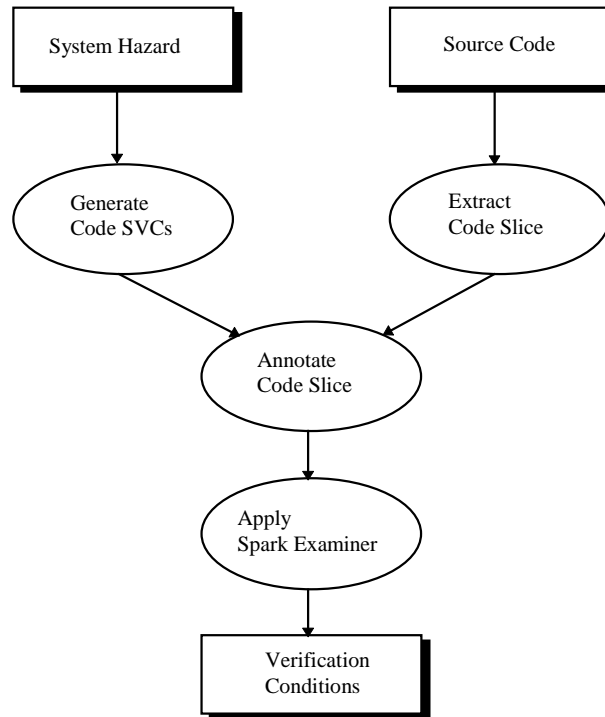 System Hazard
Source Code
Generate
Code SVCs
Extract
Code Slice
Annotate
Code Slice
Apply
Spark Examiner
Verification
Conditions